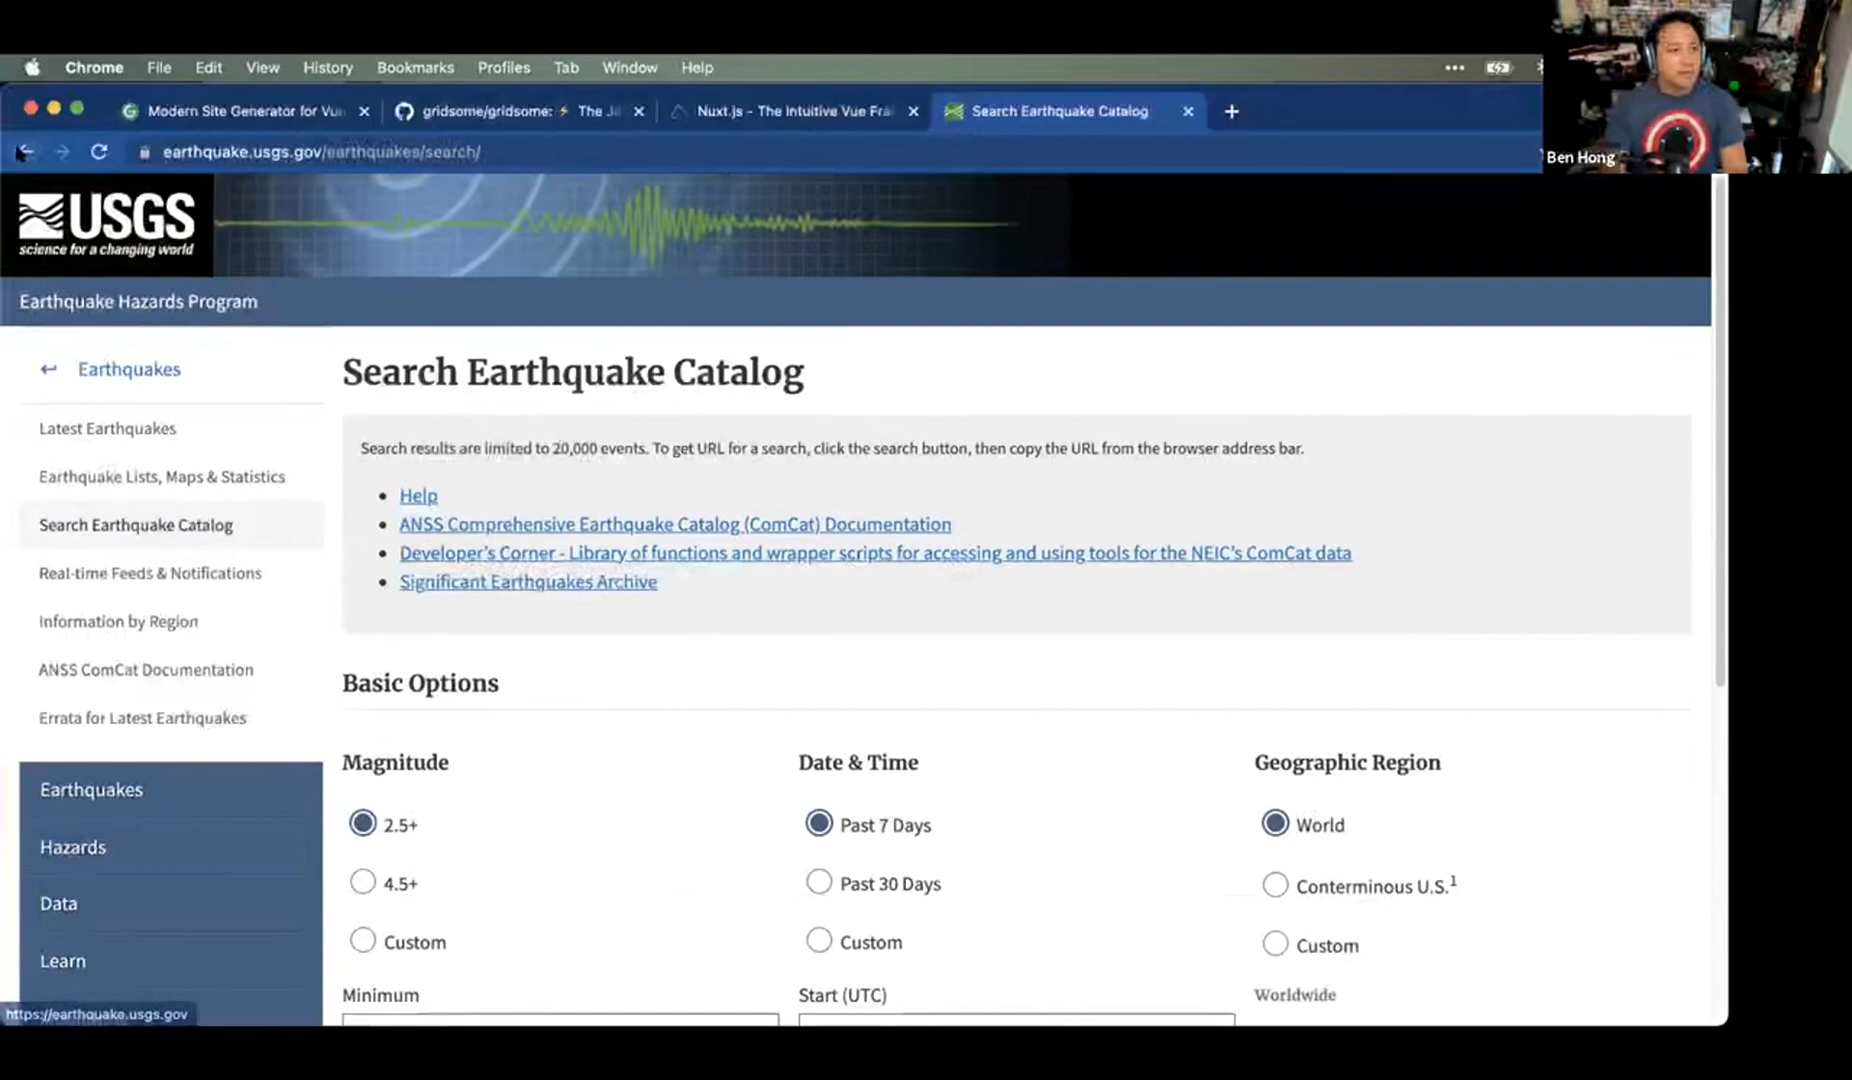 Chrome File Edit View History Bookmarks Profiles Tab Window Help
Modern Site Generator for Vu
gridsome/gridsome: ⚡ The J
Nuxt.js - The Intuitive Vue Fra
Search Earthquake Catalog
earthquake.usgs.gov/earthquakes/search/
Ben Hong
USGS
science for a changing world
Earthquake Hazards Program
Earthquakes
Latest Earthquakes
Earthquake Lists, Maps & Statistics
Search Earthquake Catalog
Real-time Feeds & Notifications
Information by Region
ANSS ComCat Documentation
Errata for Latest Earthquakes
Earthquakes
Hazards
Data
Learn
https://earthquake.usgs.gov
Search Earthquake Catalog
Search results are limited to 20,000 events. To get URL for a search, click the search button, then copy the URL from the browser address bar.
Help
ANSS Comprehensive Earthquake Catalog (ComCat) Documentation
Developer's Corner - Library of functions and wrapper scripts for accessing and using tools for the NEIC's ComCat data
Significant Earthquakes Archive
Basic Options
Magnitude
2.5+
4.5+
Custom
Minimum
Date & Time
Past 7 Days
Past 30 Days
Custom
Start (UTC)
Geographic Region
World
Conterminous U.S.¹
Custom
Worldwide